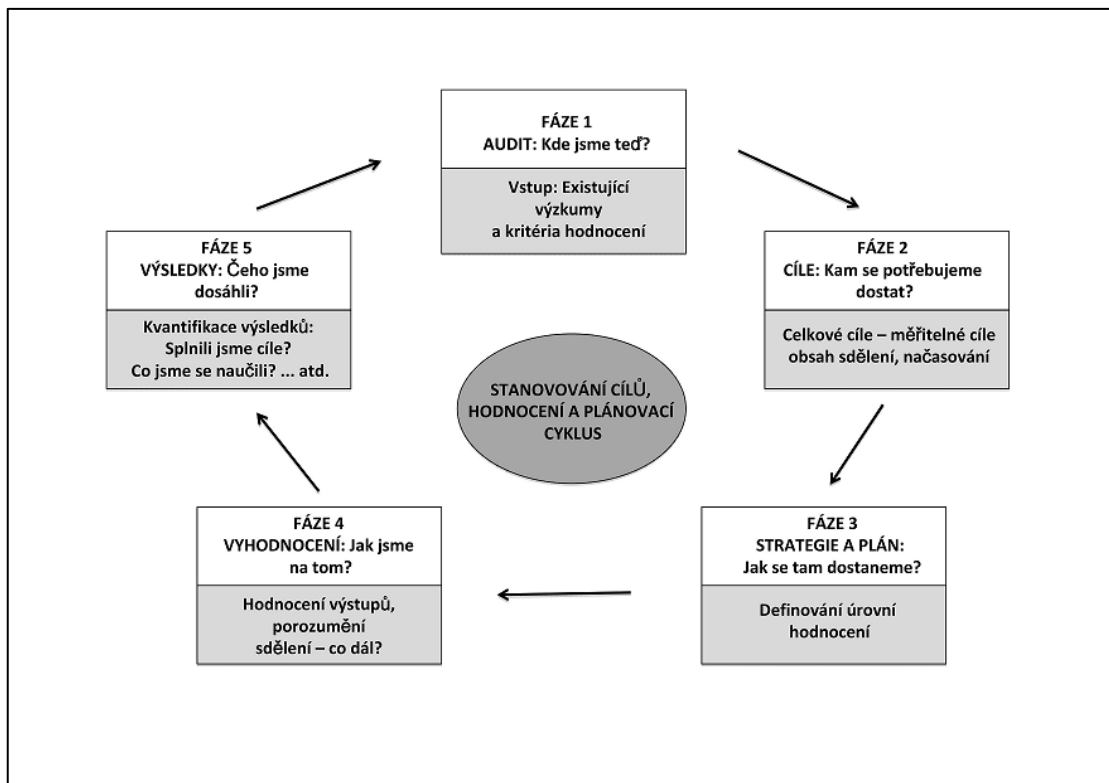 FÁZE 1
AUDIT: Kde jsme teď?
Vstup: Existující
výzkumy
a kritéria hodnocení
FÁZE 2
CÍLE: Kam se potřebujeme
dostat?
Celkové cíle – měřitelné cíle
obsah sdělení, načasování
FÁZE 3
STRATEGIE A PLÁN:
Jak se tam dostaneme?
Definování úrovní
hodnocení
FÁZE 4
VYHODNOCENÍ: Jak jsme
na tom?
Hodnocení výstupů,
porozumění
sdělení – co dál?
FÁZE 5
VÝSLEDKY: Čeho jsme
dosáhli?
Kvantifikace výsledků:
Splnili jsme cíle?
Co jsme se naučili? ... atd.
STANOVOVÁNÍ CÍLŮ,
HODNOCENÍ A PLÁNOVACÍ
CYKLUS